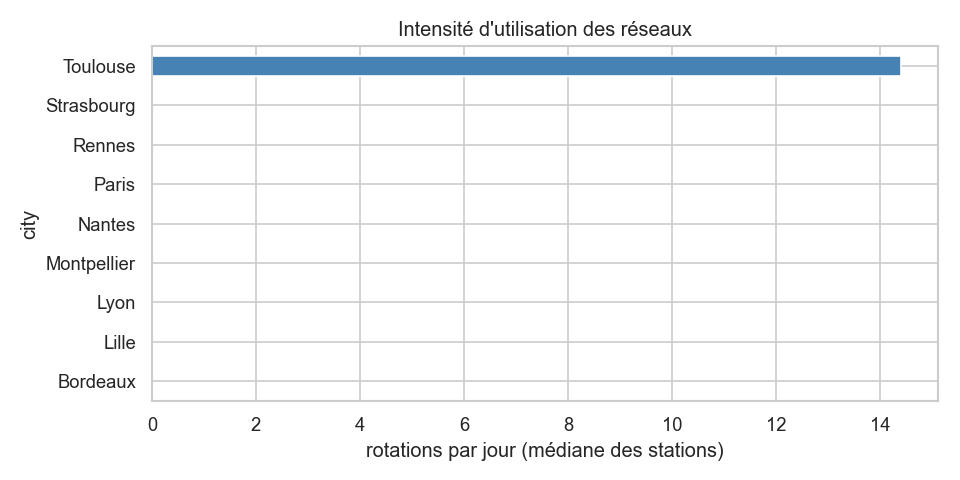 Intensité d'utilisation des réseaux
city
Toulouse
Strasbourg
Rennes
Paris
Nantes
Montpellier
Lyon
Lille
Bordeaux
0 2 4 6 8 10 12 14
rotations par jour (médiane des stations)